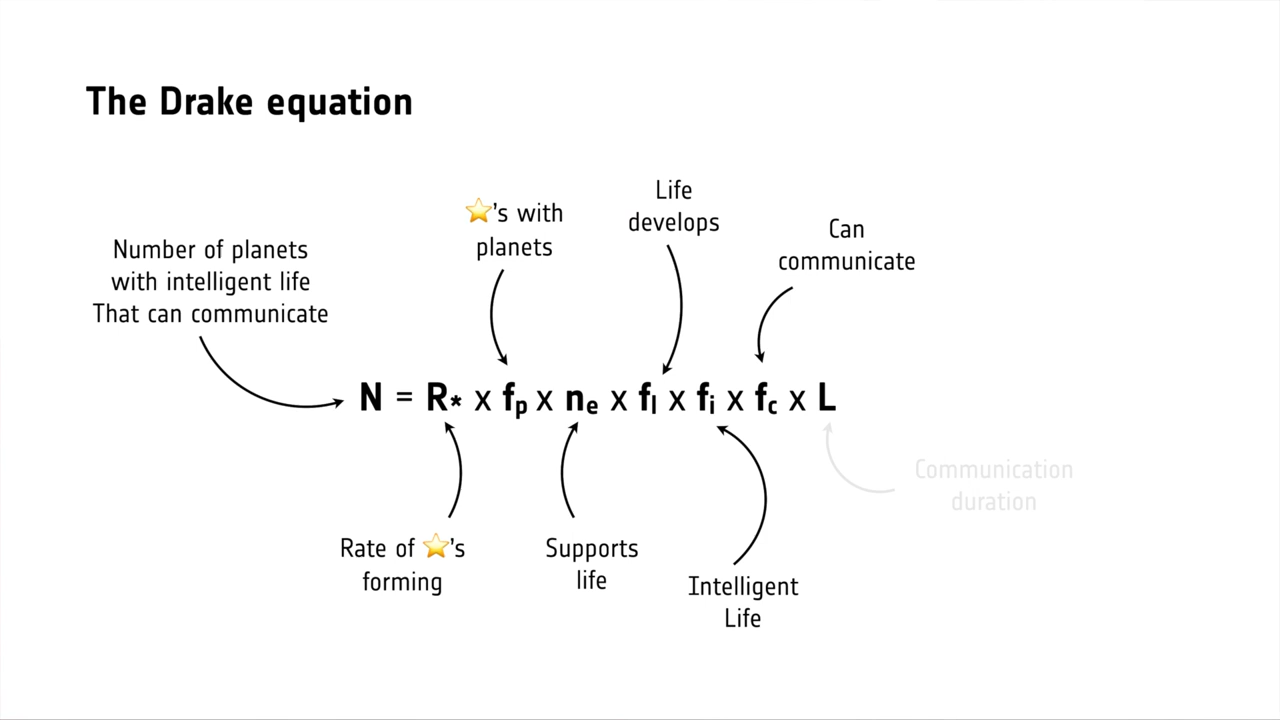 The Drake equation
Number of planets
with intelligent life
That can communicate
⭐'s with
planets
Life
develops
Can
communicate
N = R* x fp x ne x fl x fi x fc x L
Rate of ⭐'s
forming
Supports
life
Intelligent
Life
Communication
duration